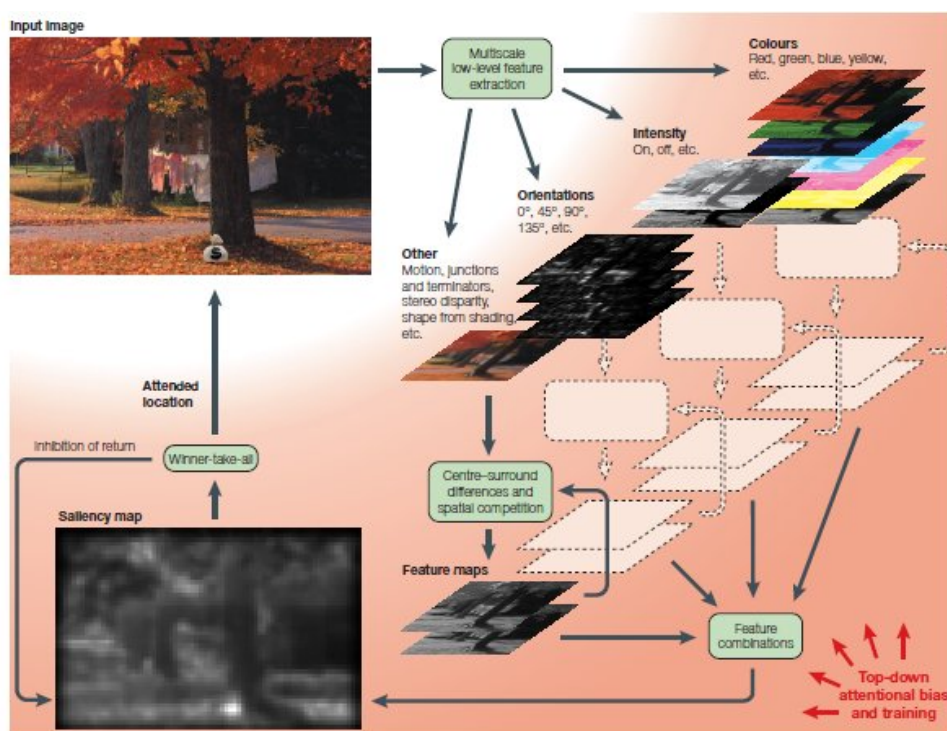 Input image
Multiscale
low-level feature
extraction
Colours
Red, green, blue, yellow,
etc.
Intensity
On, off, etc.
Orientations
0°, 45°, 90°,
135°, etc.
Other
Motion, junctions
and terminators,
stereo disparity,
shape from shading,
etc.
$
Attended
location
Inhibition of return
Winner-take-all
Centre–surround
differences and
spatial competition
Saliency map
Feature maps
Feature
combinations
Top-down
attentional bias
and training